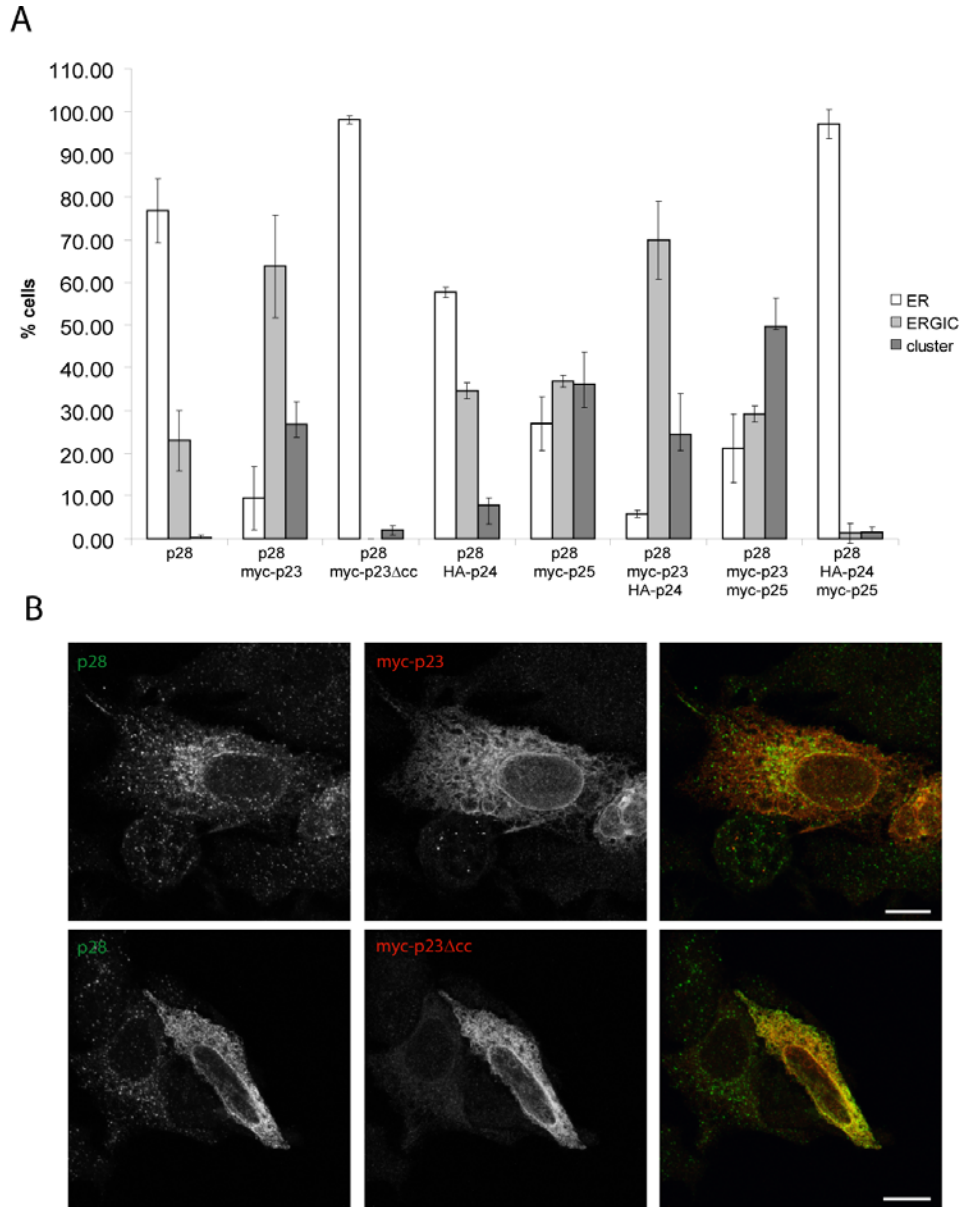 A
110.00
100.00
90.00
80.00
70.00
60.00
50.00
40.00
30.00
20.00
10.00
0.00
% cells
p28
p28
myc-p23
p28
myc-p23Δcc
p28
HA-p24
p28
myc-p25
p28
myc-p23
HA-p24
p28
myc-p23
myc-p25
p28
HA-p24
myc-p25
ER
ERGIC
cluster
B
p28
myc-p23
p28
myc-p23Δcc